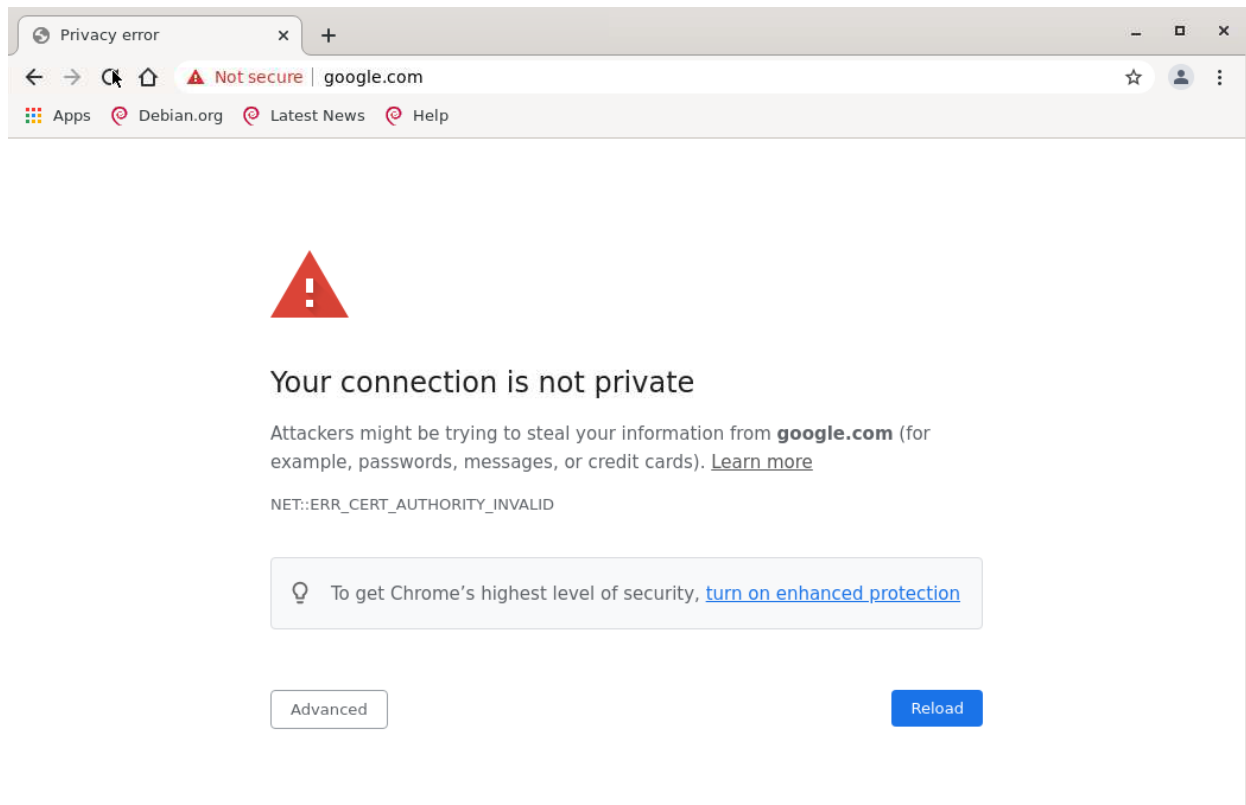 Privacy error
Not secure google.com
Apps Debian.org Latest News Help
Your connection is not private
Attackers might be trying to steal your information from google.com (for
example, passwords, messages, or credit cards). Learn more
NET::ERR_CERT_AUTHORITY_INVALID
To get Chrome’s highest level of security, turn on enhanced protection
Advanced Reload